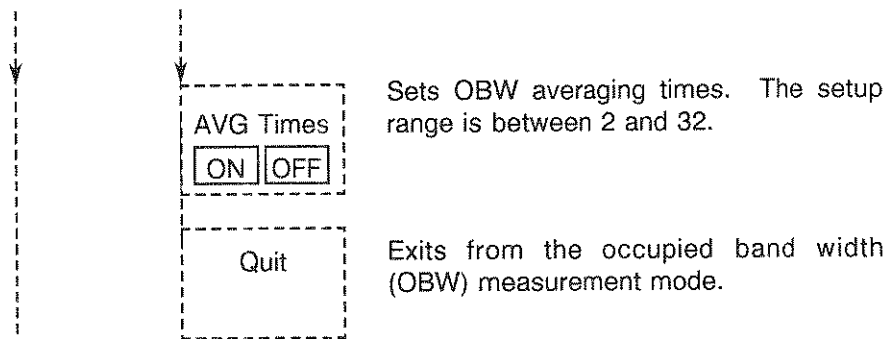 AVG Times
ON OFF
Sets OBW averaging times. The setup
range is between 2 and 32.
Quit
Exits from the occupied band width
(OBW) measurement mode.